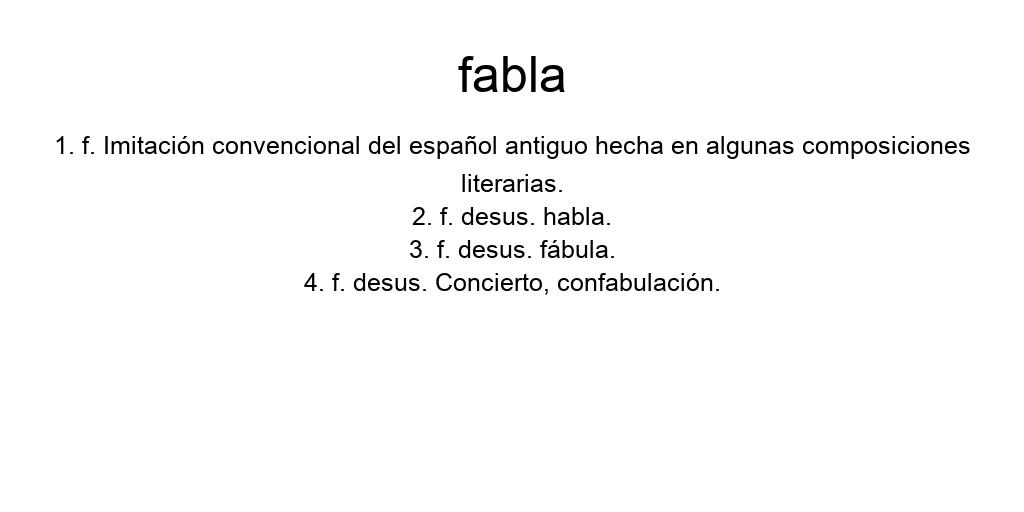 fabla
1. f. Imitación convencional del español antiguo hecha en algunas composiciones
literarias.
2. f. desus. habla.
3. f. desus. fábula.
4. f. desus. Concierto, confabulación.